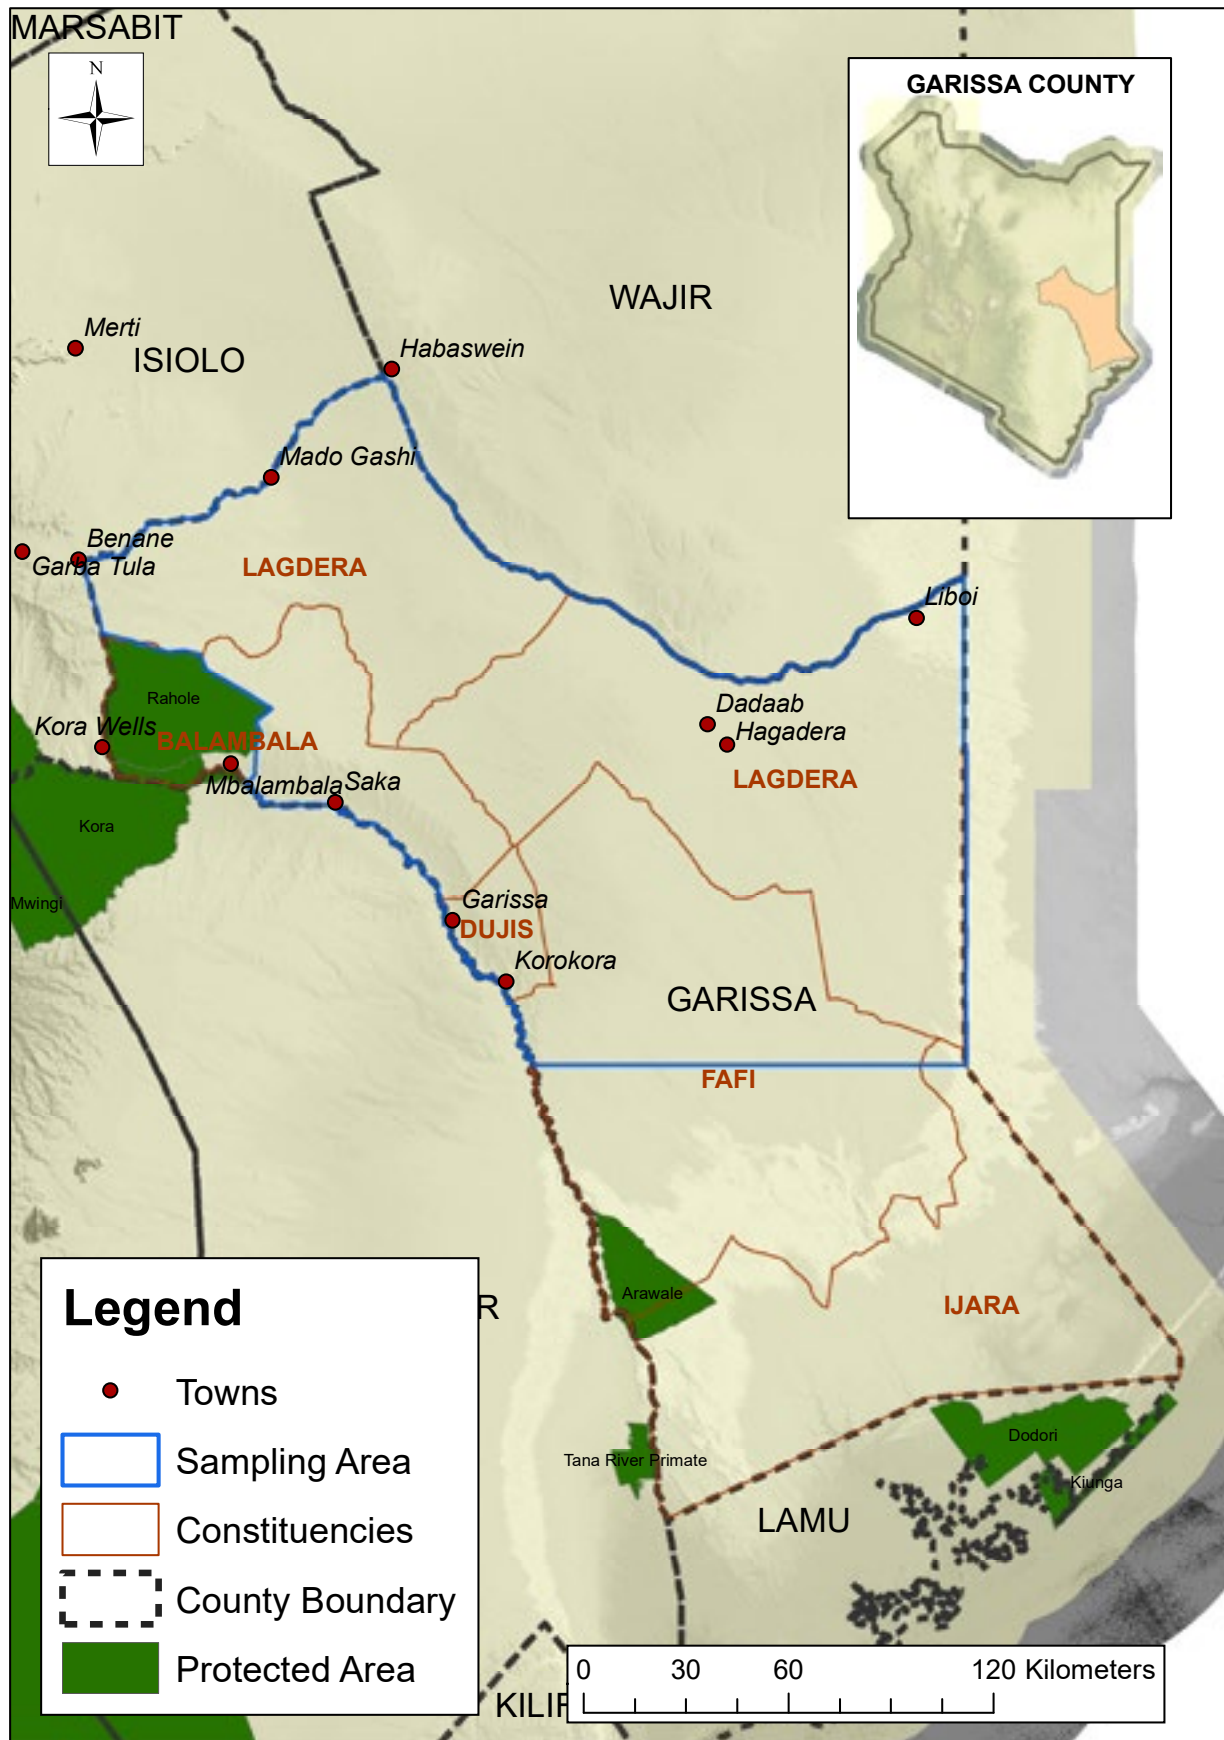 MARSABIT
N
GARISSA COUNTY
WAJIR
Merti
ISIOLO
Habaswein
Mado Gashi
Benane
Garba Tula
LAGDERA
Liboi
Rahole
Dadaab
Kora Wells
Hagadera
BALAMBALA
LAGDERA
Mbalambala
Saka
Kora
Mwingi
Garissa
DUJIS
Korokora
GARISSA
FAFI
Arawale
IJARA
R
Legend
Towns
Sampling Area
Constituencies
County Boundary
Protected Area
Dodori
Tana River Primate
Kiunga
LAMU
0 30 60 120 Kilometers
KILIF